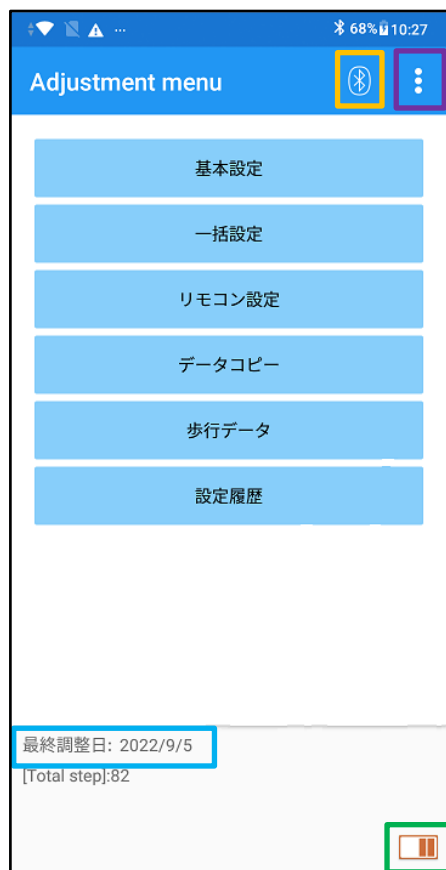 … 68% 10:27
Adjustment menu
基本設定
一括設定
リモコン設定
データコピー
歩行データ
設定履歴
最終調整日: 2022/9/5
[Total step]:82